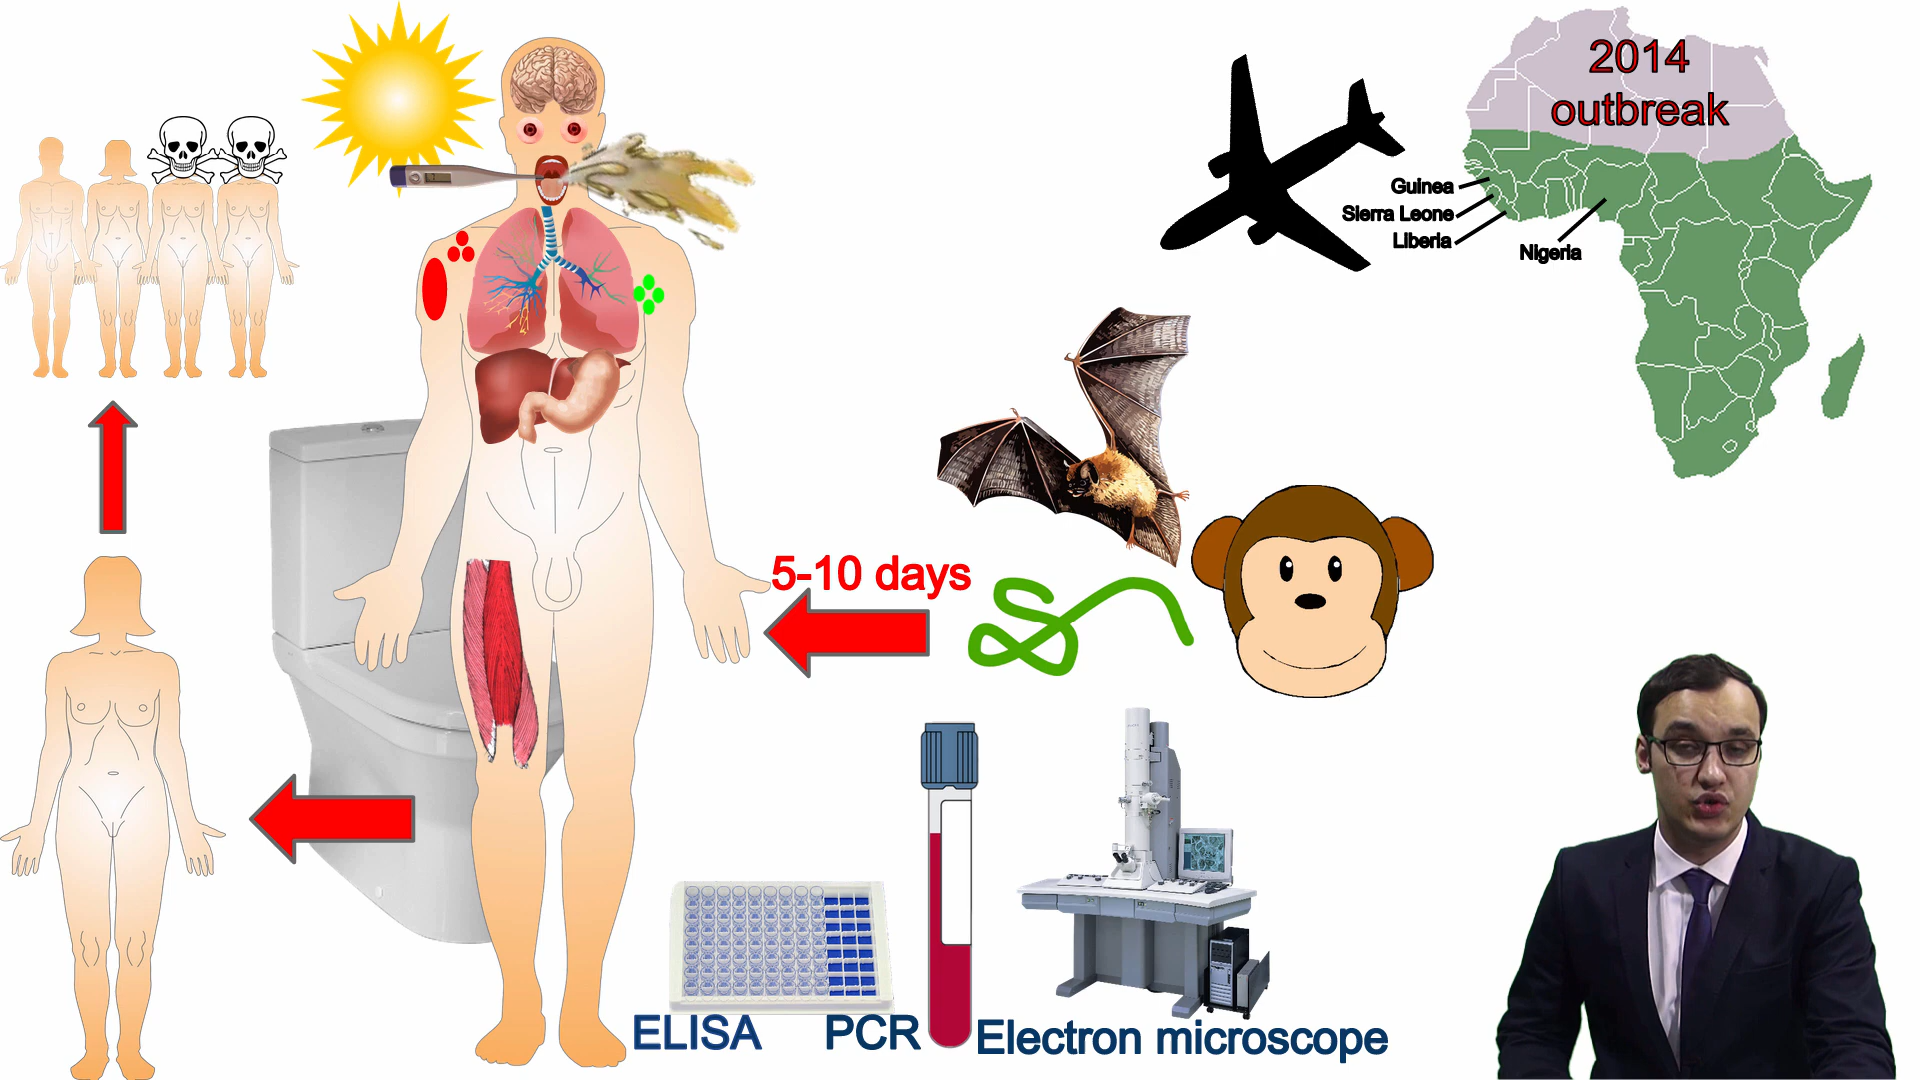 2014
outbreak
Guinea
Sierra Leone
Liberia
Nigeria
5-10 days
ELISA
PCR
Electron microscope